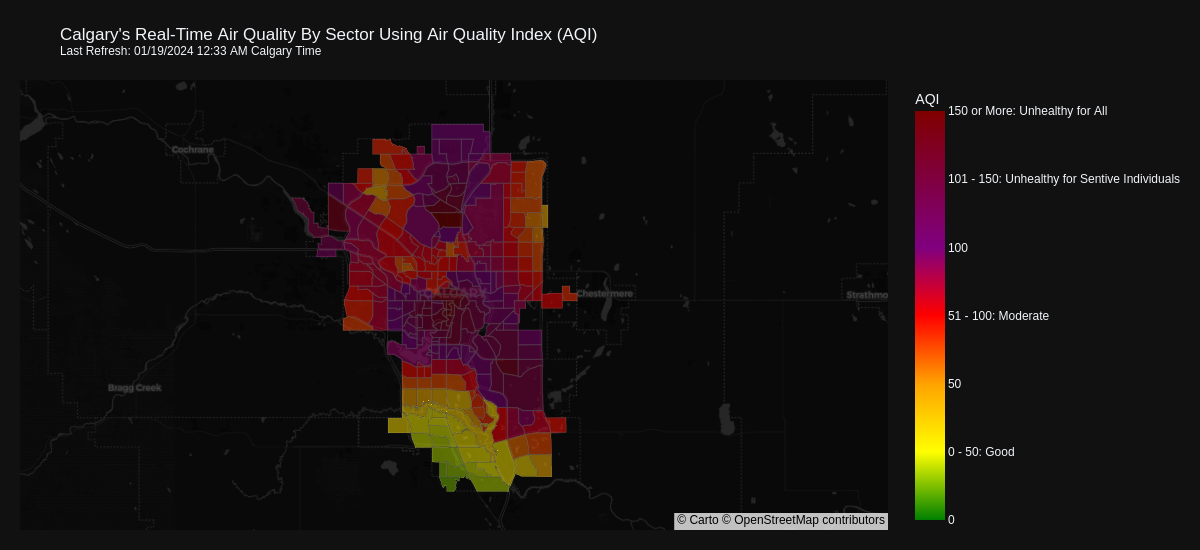 Calgary's Real-Time Air Quality By Sector Using Air Quality Index (AQI)
Last Refresh: 01/19/2024 12:33 AM Calgary Time
AQI
150 or More: Unhealthy for All
Cochrane
101 - 150: Unhealthy for Sentive Individuals
100
CALGARY
Chestermere
Strathmo
51 - 100: Moderate
50
Bragg Creek
0 - 50: Good
0
© Carto © OpenStreetMap contributors